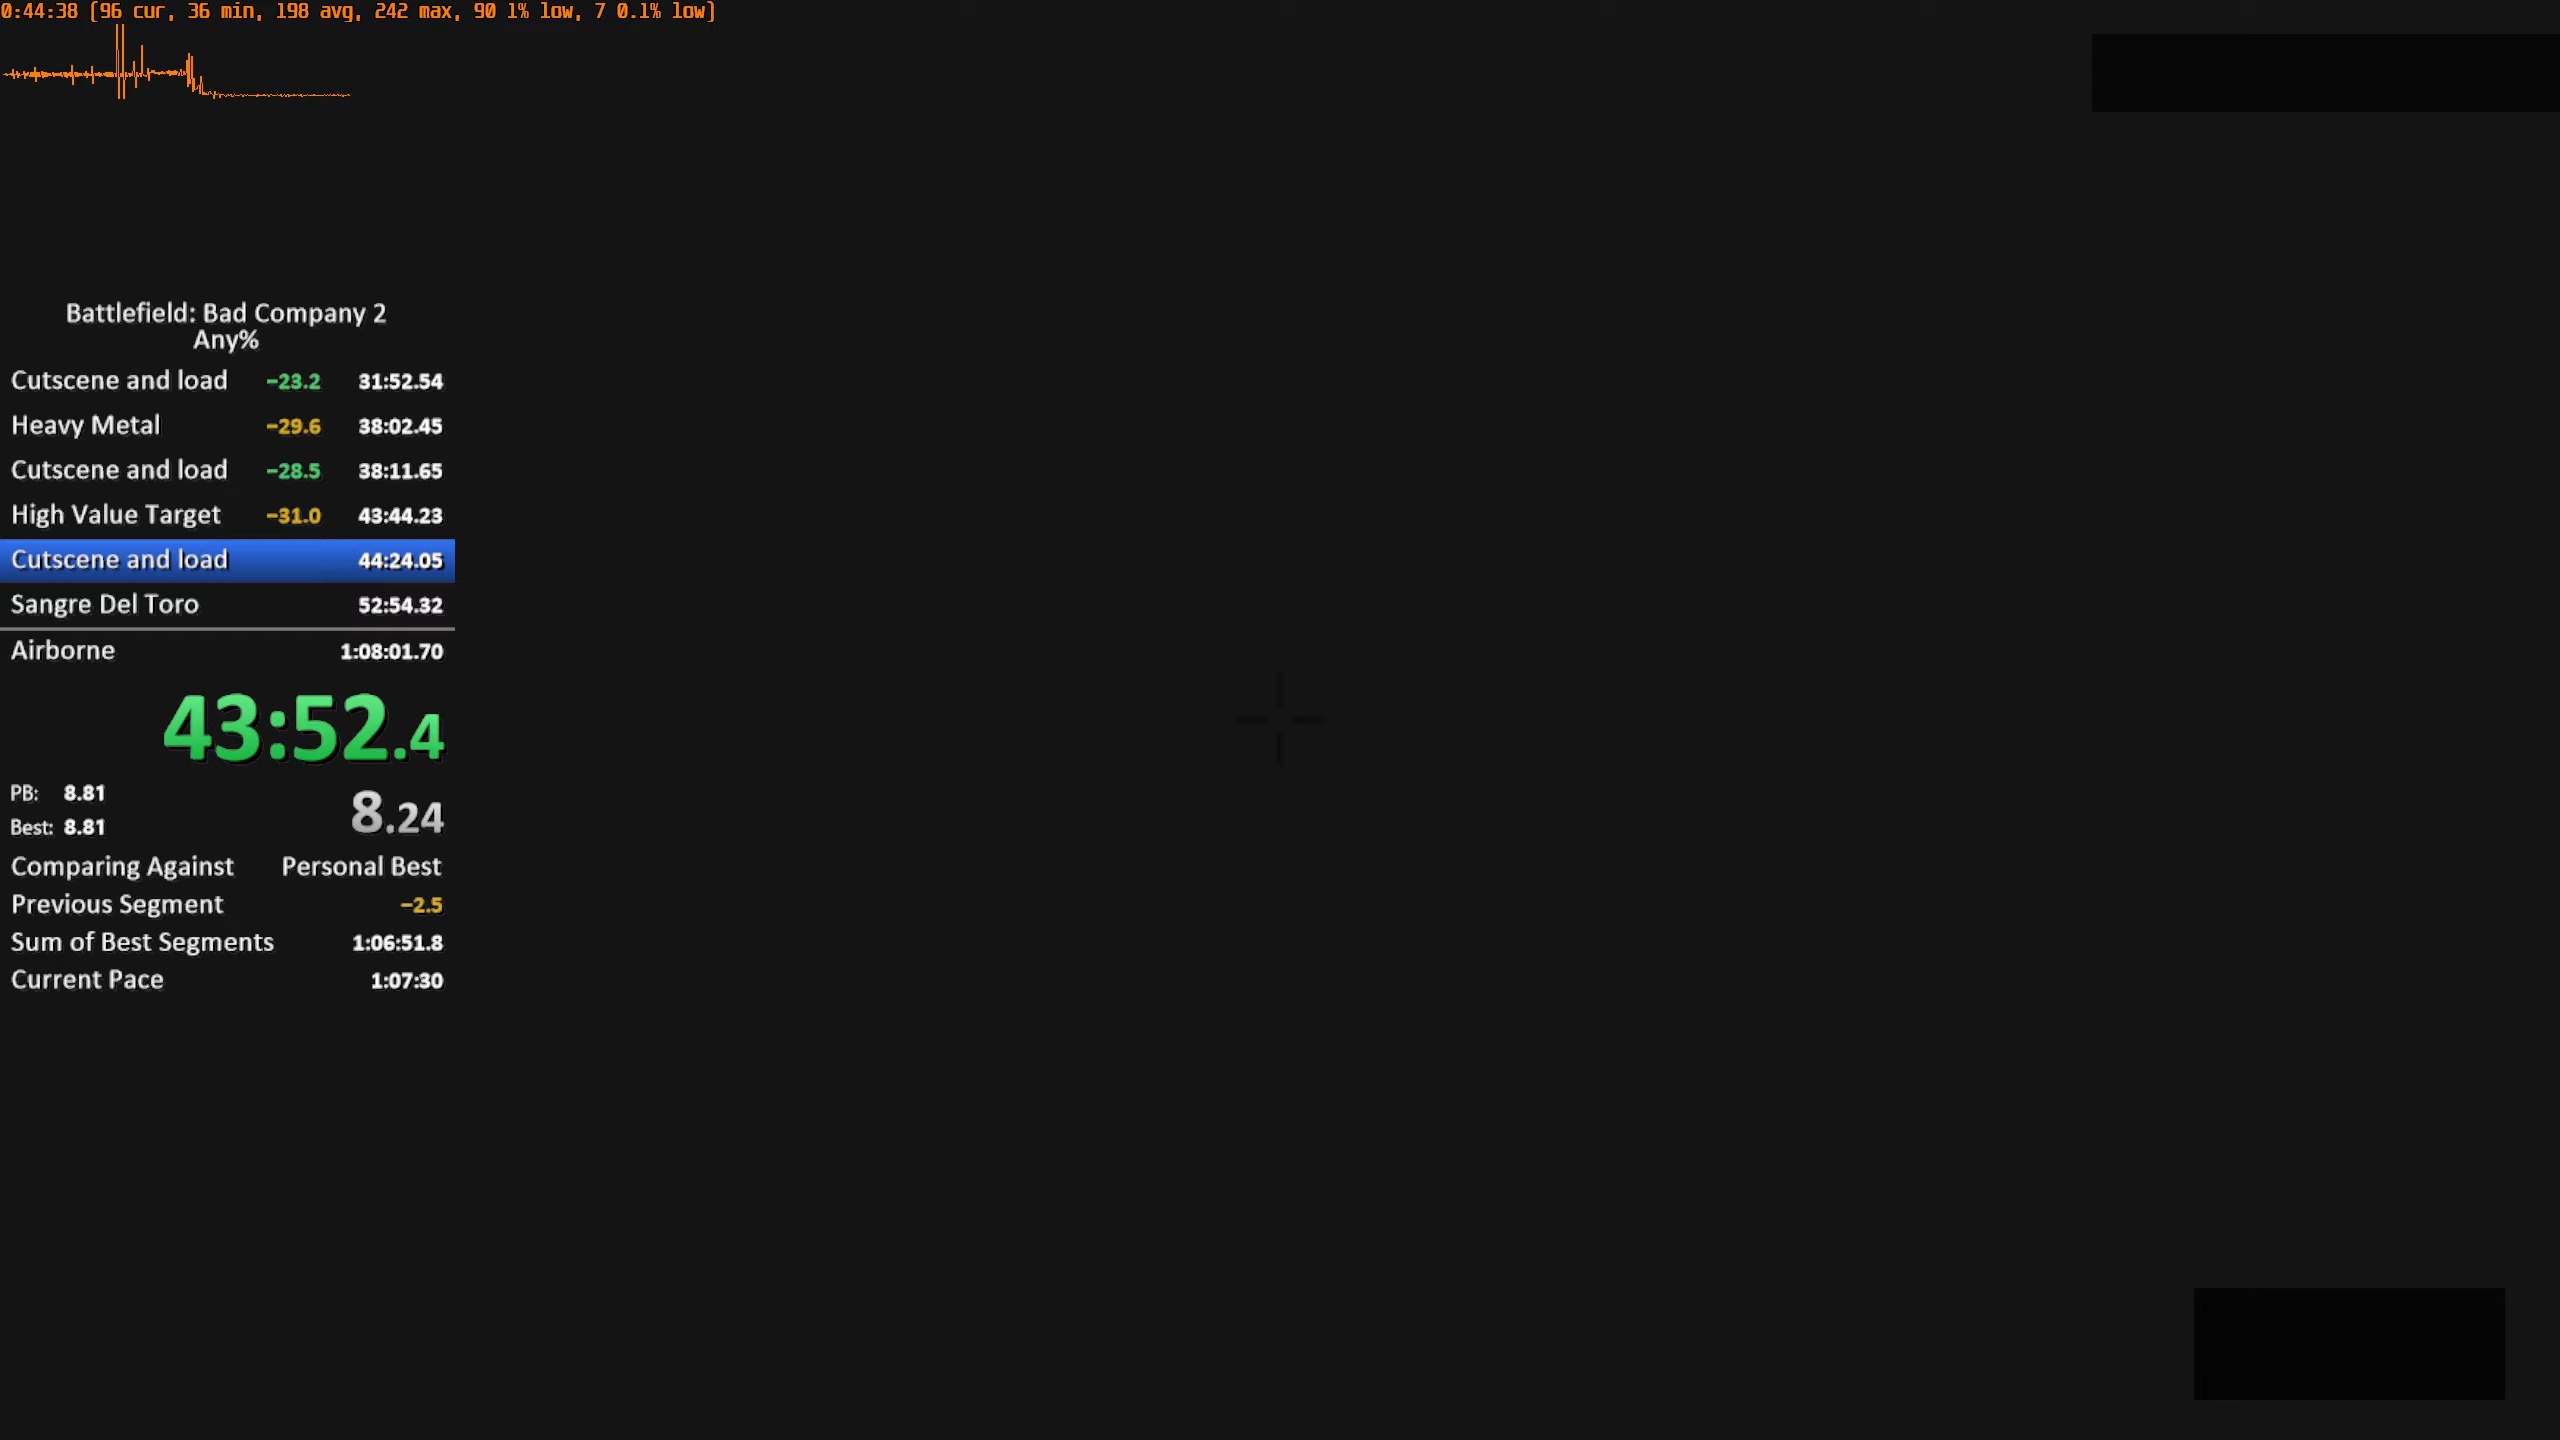 0:44:38 [96 cur, 36 min, 198 avg, 242 max, 90 1% low, 7 0.1% low]
Battlefield: Bad Company 2
Any%
Cutscene and load -23.2 31:52.54
Heavy Metal -29.6 38:02.45
Cutscene and load -28.5 38:11.65
High Value Target -31.0 43:44.23
Cutscene and load 44:24.05
Sangre Del Toro 52:54.32
Airborne 1:08:01.70
43:52.4
PB: 8.81
8.24
Best: 8.81
Comparing Against Personal Best
Previous Segment -2.5
Sum of Best Segments 1:06:51.8
Current Pace 1:07:30